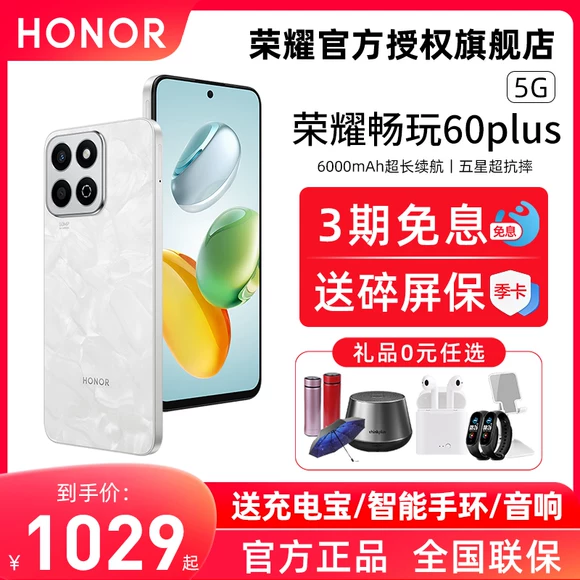 HONOR
荣耀官方授权旗舰店
5G
荣耀畅玩60plus
6000mAh超长续航 | 五星超抗摔
3期免息
免息
送碎屏保
季卡
礼品0元任选
HONOR
到手价:
¥1029起
送充电宝/智能手环/音响
官方正品 全国联保